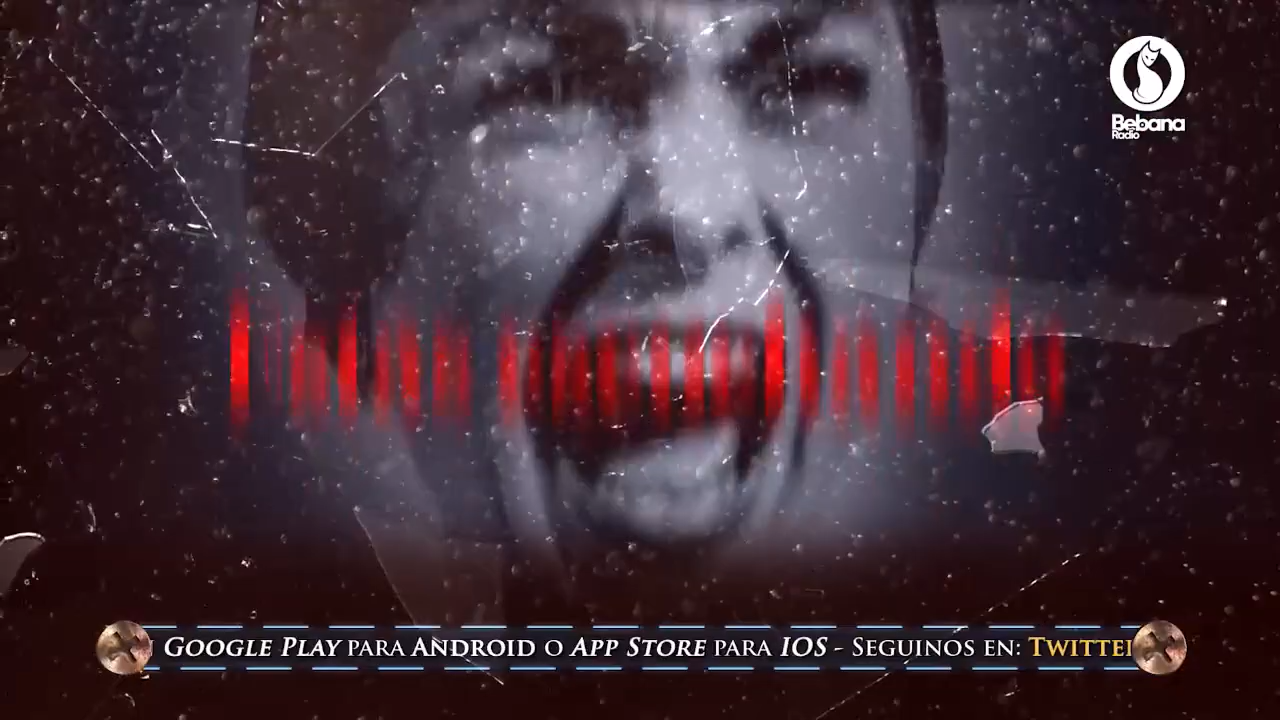 Bebana
Radio
GOOGLE PLAY PARA ANDROID O APP STORE PARA IOS - SEGUINOS EN: TWITTE